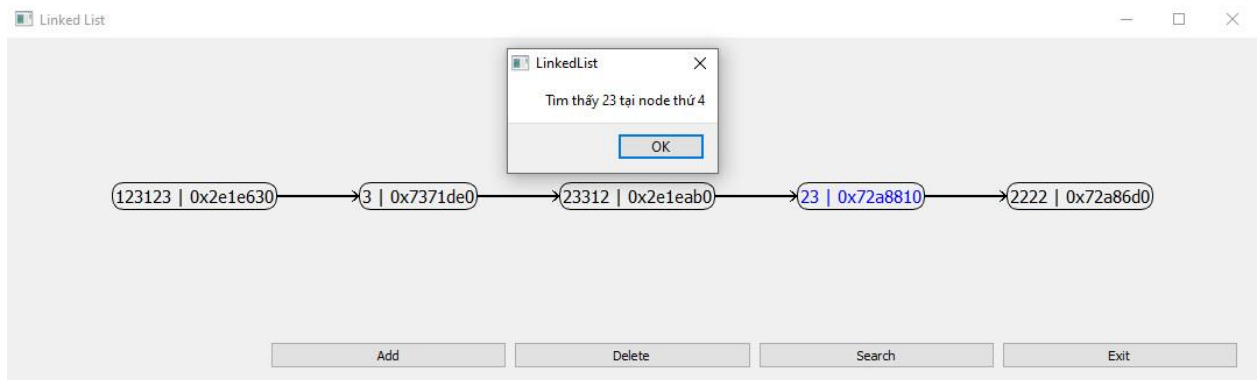 Linked List
LinkedList
Tìm thấy 23 tại node thứ 4
OK
123123 | 0x2e1e630 3 | 0x7371de0 23312 | 0x2e1eab0 23 | 0x72a8810 2222 | 0x72a86d0
Add Delete Search Exit